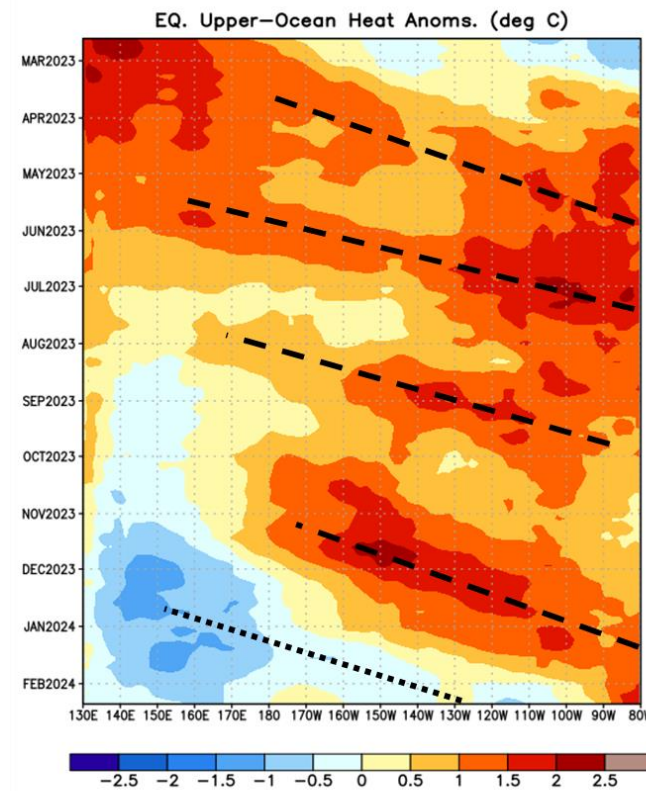 EQ. Upper-Ocean Heat Anoms. (deg C)
MAR2023
APR2023
MAY2023
JUN2023
JUL2023
AUG2023
SEP2023
OCT2023
NOV2023
DEC2023
JAN2024
FEB2024
130E 140E 150E 160E 170E 180 170W 160W 150W 140W 130W 120W 110W 100W 90W 80W
-2.5 -2 -1.5 -1 -0.5 0 0.5 1 1.5 2 2.5